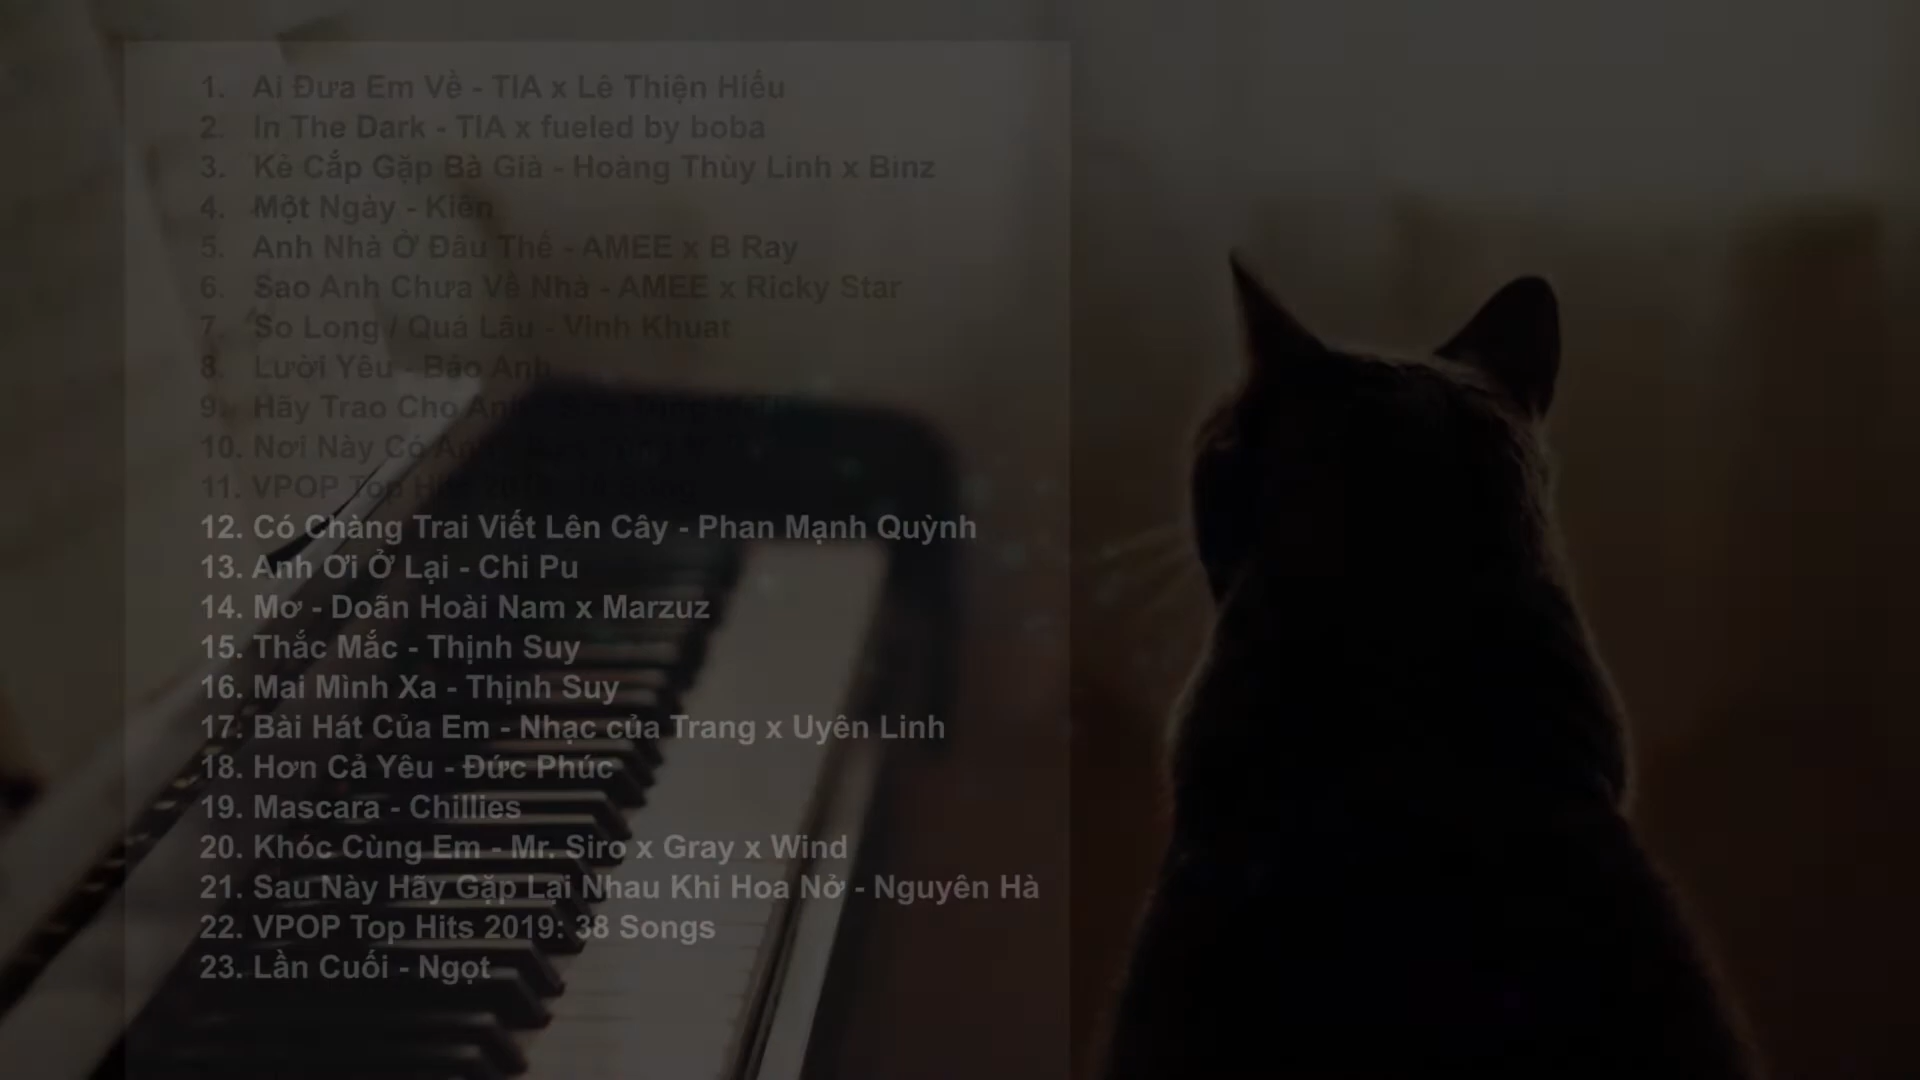 1. Ai Đưa Em Về - TIA x Lê Thiện Hiếu
2. In The Dark - TIA x fueled by boba
3. Kẻ Cắp Gặp Bà Già - Hoàng Thùy Linh x Binz
4. Một Ngày - Kiên
5. Anh Nhà Ở Đâu Thế - AMEE x B Ray
6. Sao Anh Chưa Về Nhà - AMEE x Ricky Star
7. So Long / Quá Lâu - Vinh Khuat
8. Lười Yêu - Bảo Anh
9. Hãy Trao Cho Anh -
10. Nơi Này Có Anh
11. VPOP Top Hits
12. Có Chàng Trai Viết Lên Cây - Phan Mạnh Quỳnh
13. Anh Ơi Ở Lại - Chi Pu
14. Mơ - Doãn Hoài Nam x Marzuz
15. Thắc Mắc - Thịnh Suy
16. Mai Mình Xa - Thịnh Suy
17. Bài Hát Của Em - Nhạc của Trang x Uyên Linh
18. Hơn Cả Yêu - Đức Phúc
19. Mascara - Chillies
20. Khóc Cùng Em - Mr. Siro x Gray x Wind
21. Sau Này Hãy Gặp Lại Nhau Khi Hoa Nở - Nguyên Hà
22. VPOP Top Hits 2019: 38 Songs
23. Lần Cuối - Ngọt